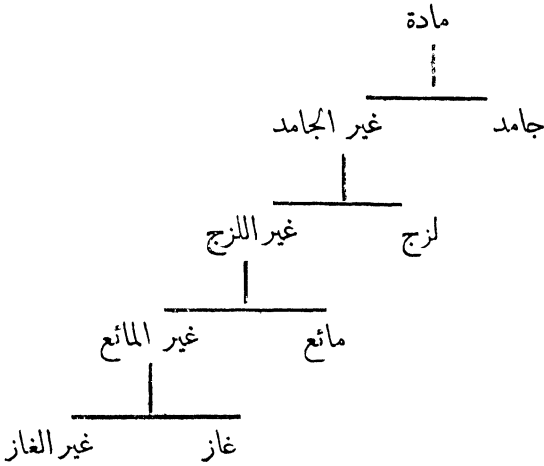 مادة
جامد غير الجامد
لزج غير اللزج
مائع غير المائع
غاز غير الغاز